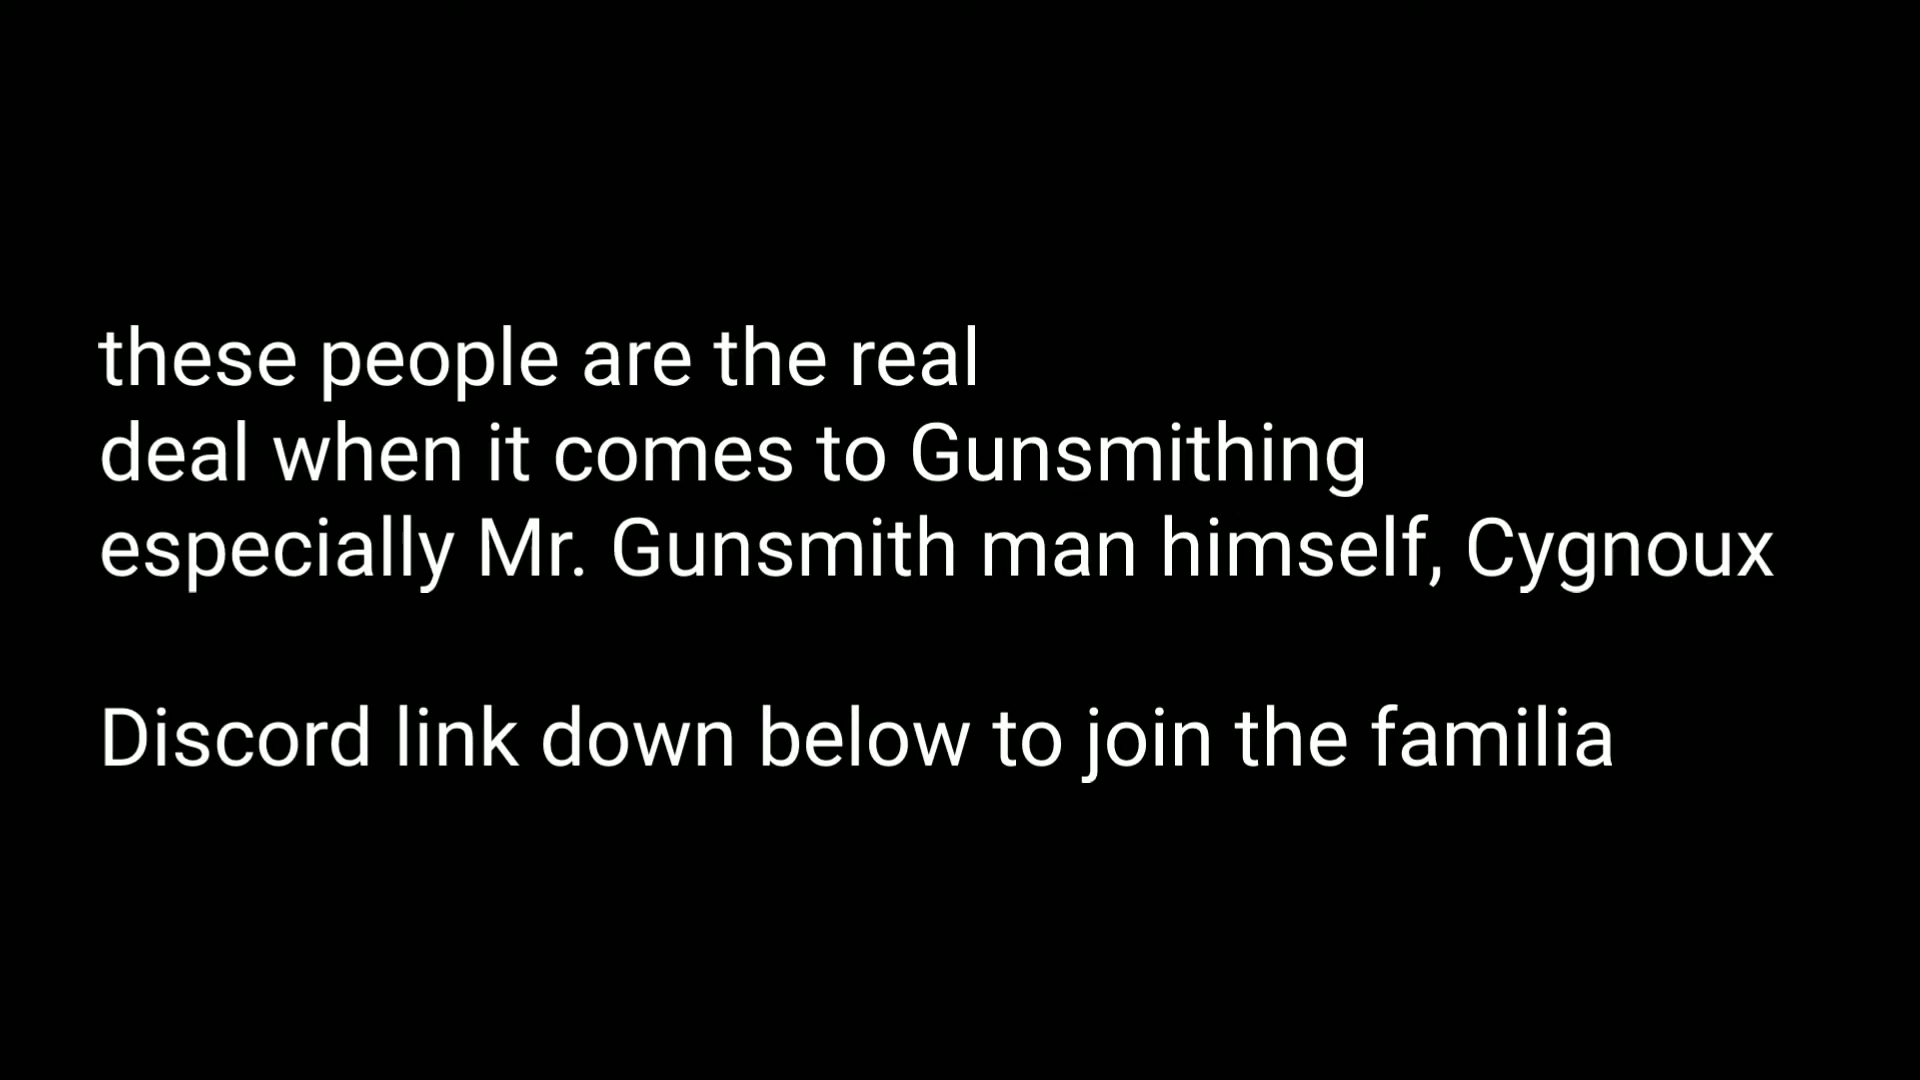 these people are the real
deal when it comes to Gunsmithing
especially Mr. Gunsmith man himself, Cygnoux
Discord link down below to join the familia